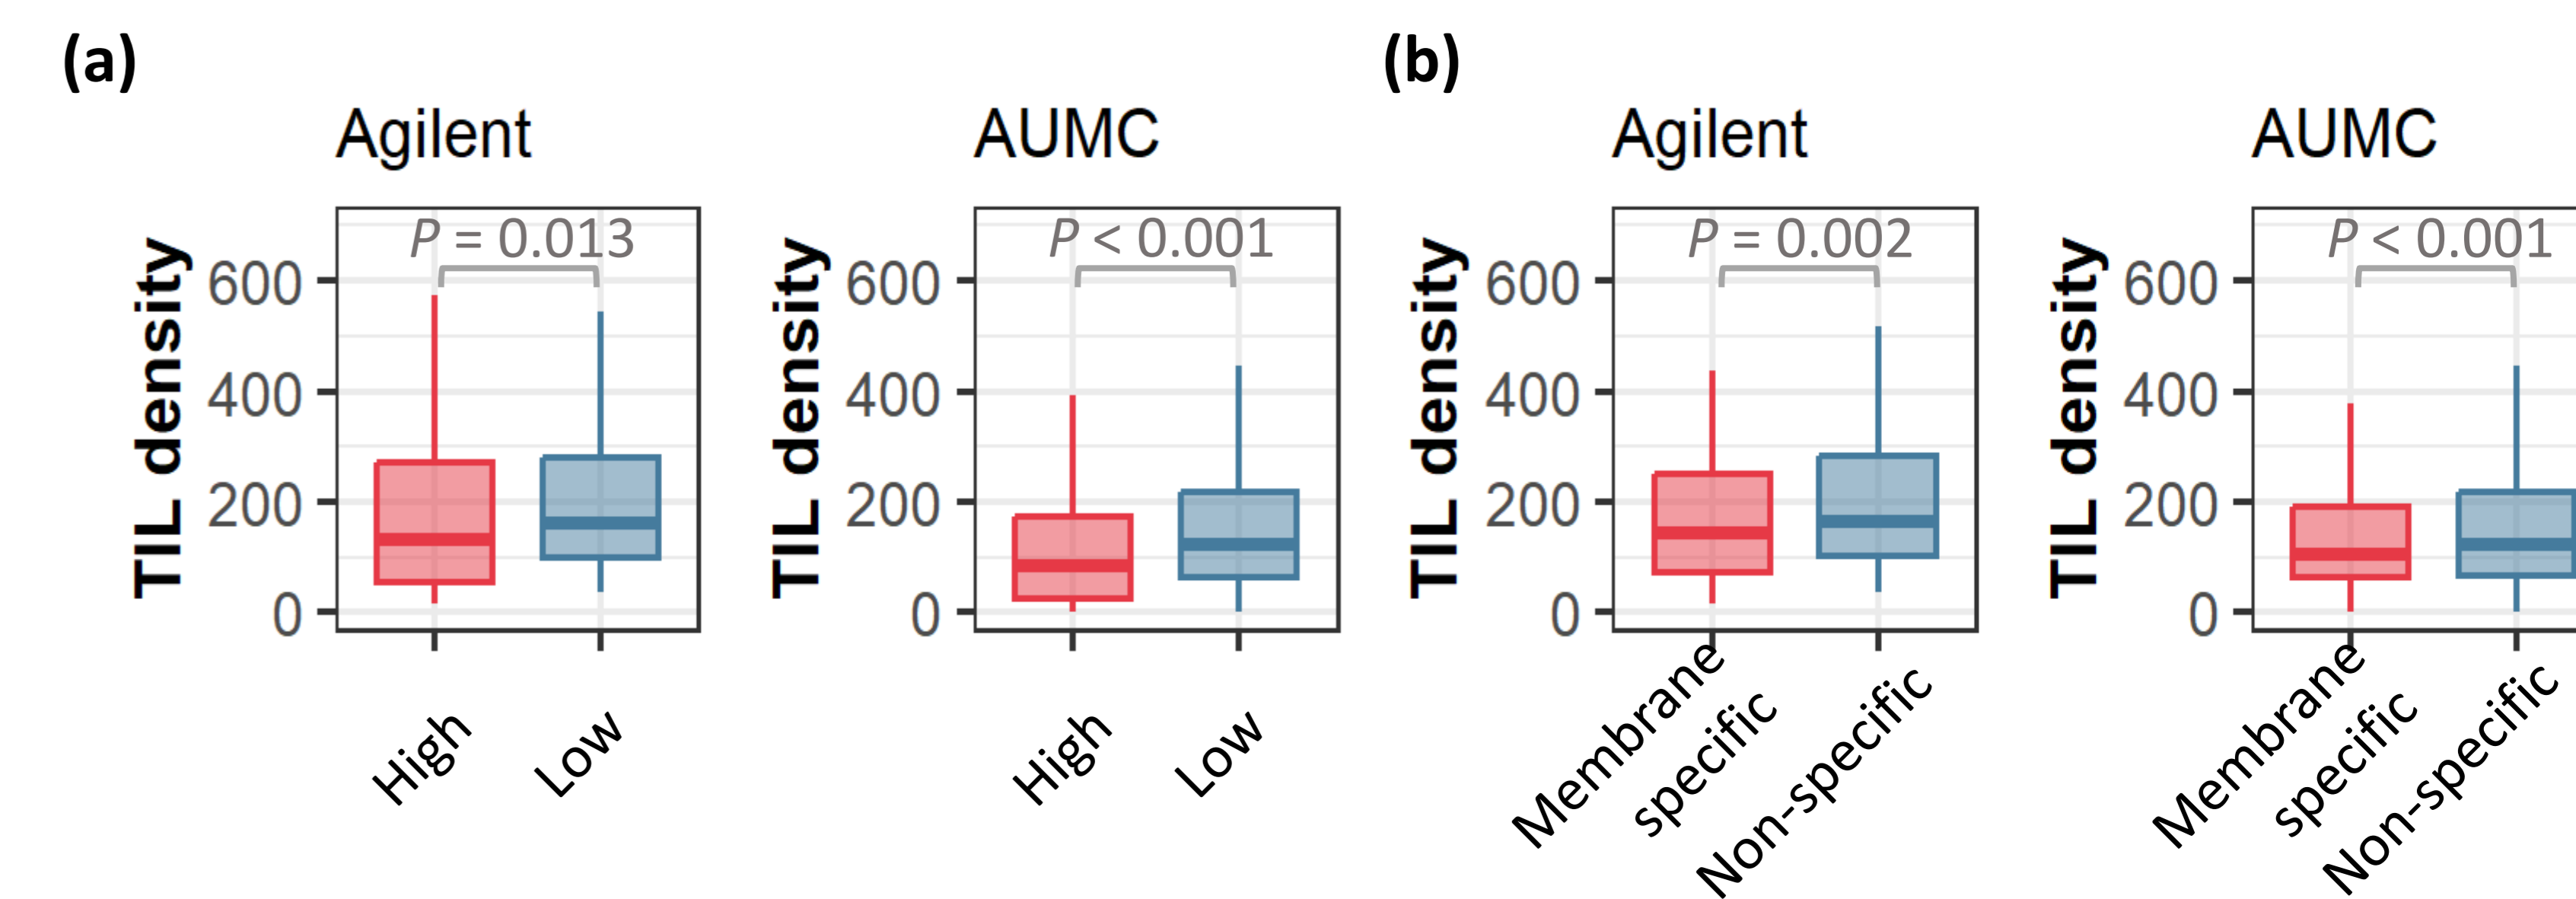 (a)
(b)
Agilent
AUMC
Agilent
AUMC
TIL density
600
400
200
0
P = 0.013
High
Low
TIL density
600
400
200
0
P < 0.001
High
Low
TIL density
600
400
200
0
P = 0.002
Membrane
specific
Non-specific
TIL density
600
400
200
0
P < 0.001
Membrane
specific
Non-specific